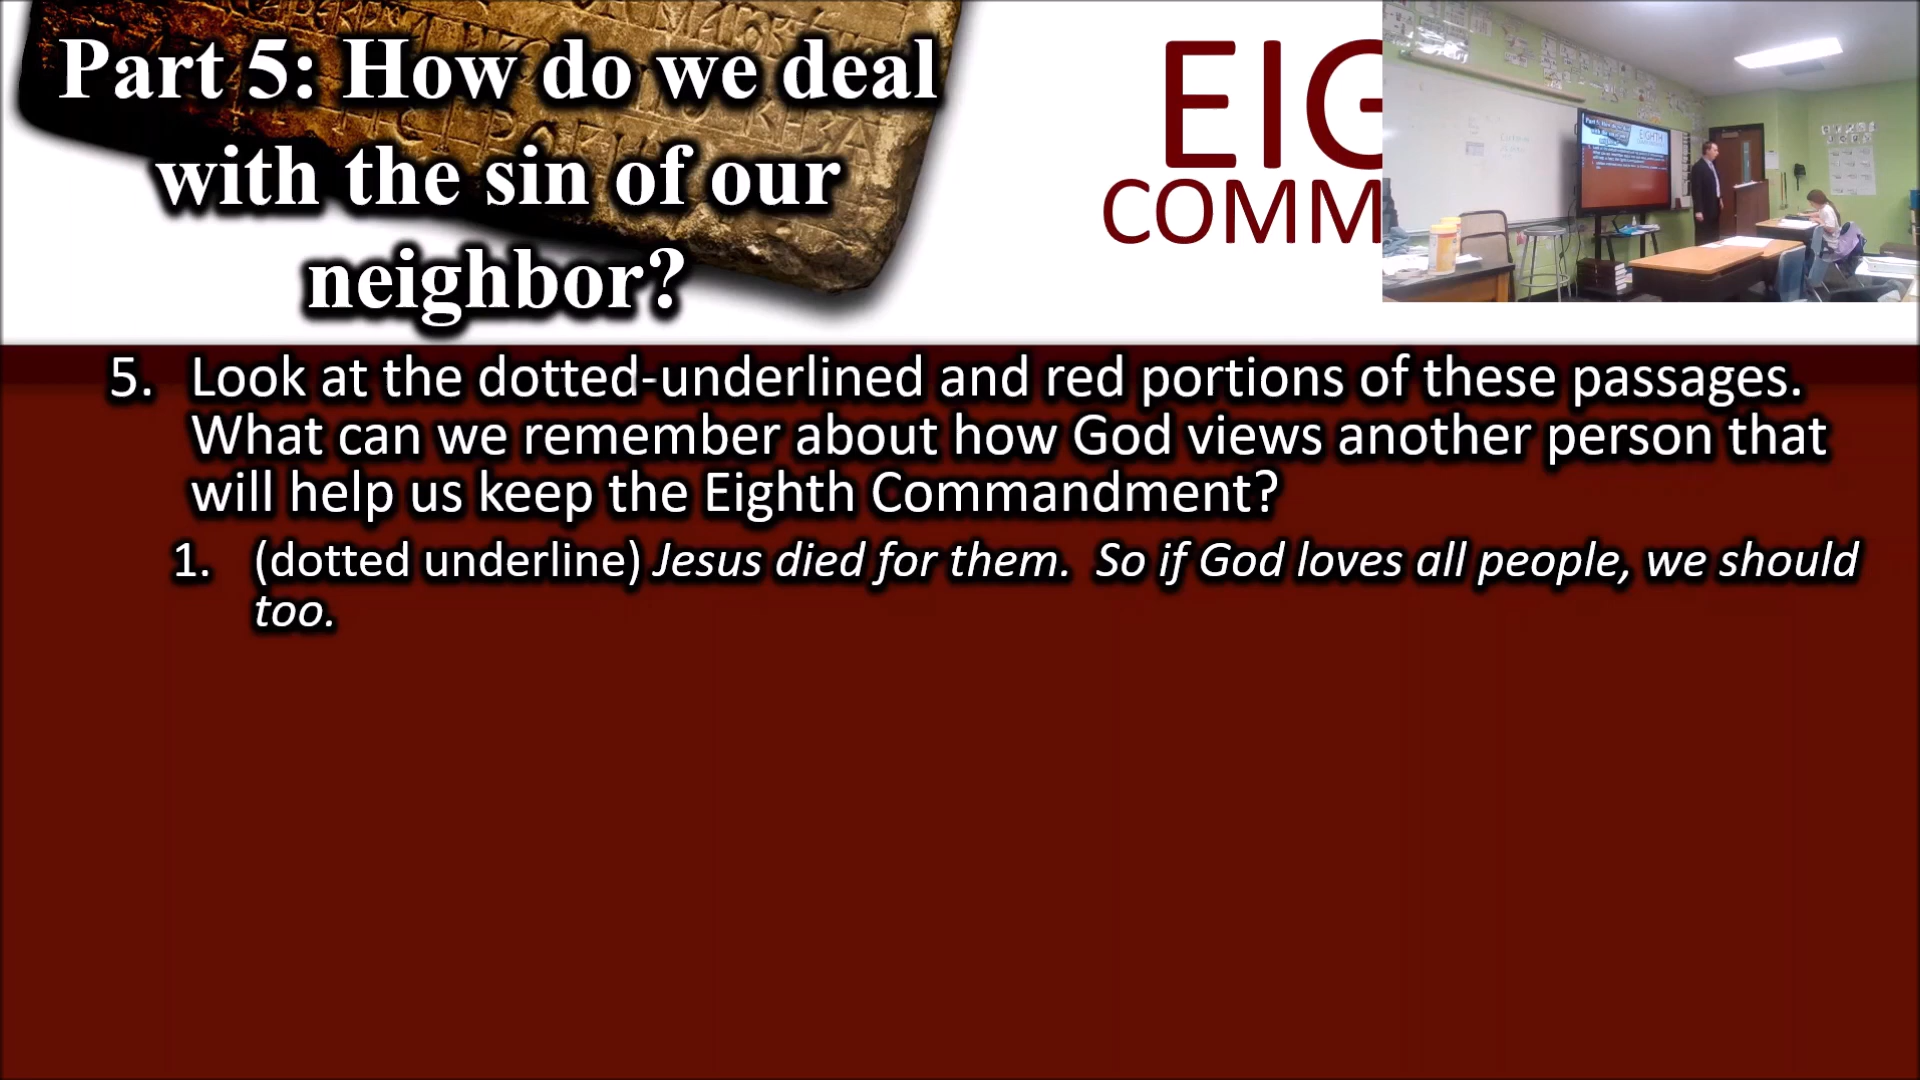 Part 5: How do we deal
with the sin of our
neighbor?
EIG
COMM
EIGHTH
5. Look at the dotted-underlined and red portions of these passages.
What can we remember about how God views another person that
will help us keep the Eighth Commandment?
1. (dotted underline) Jesus died for them. So if God loves all people, we should
too.